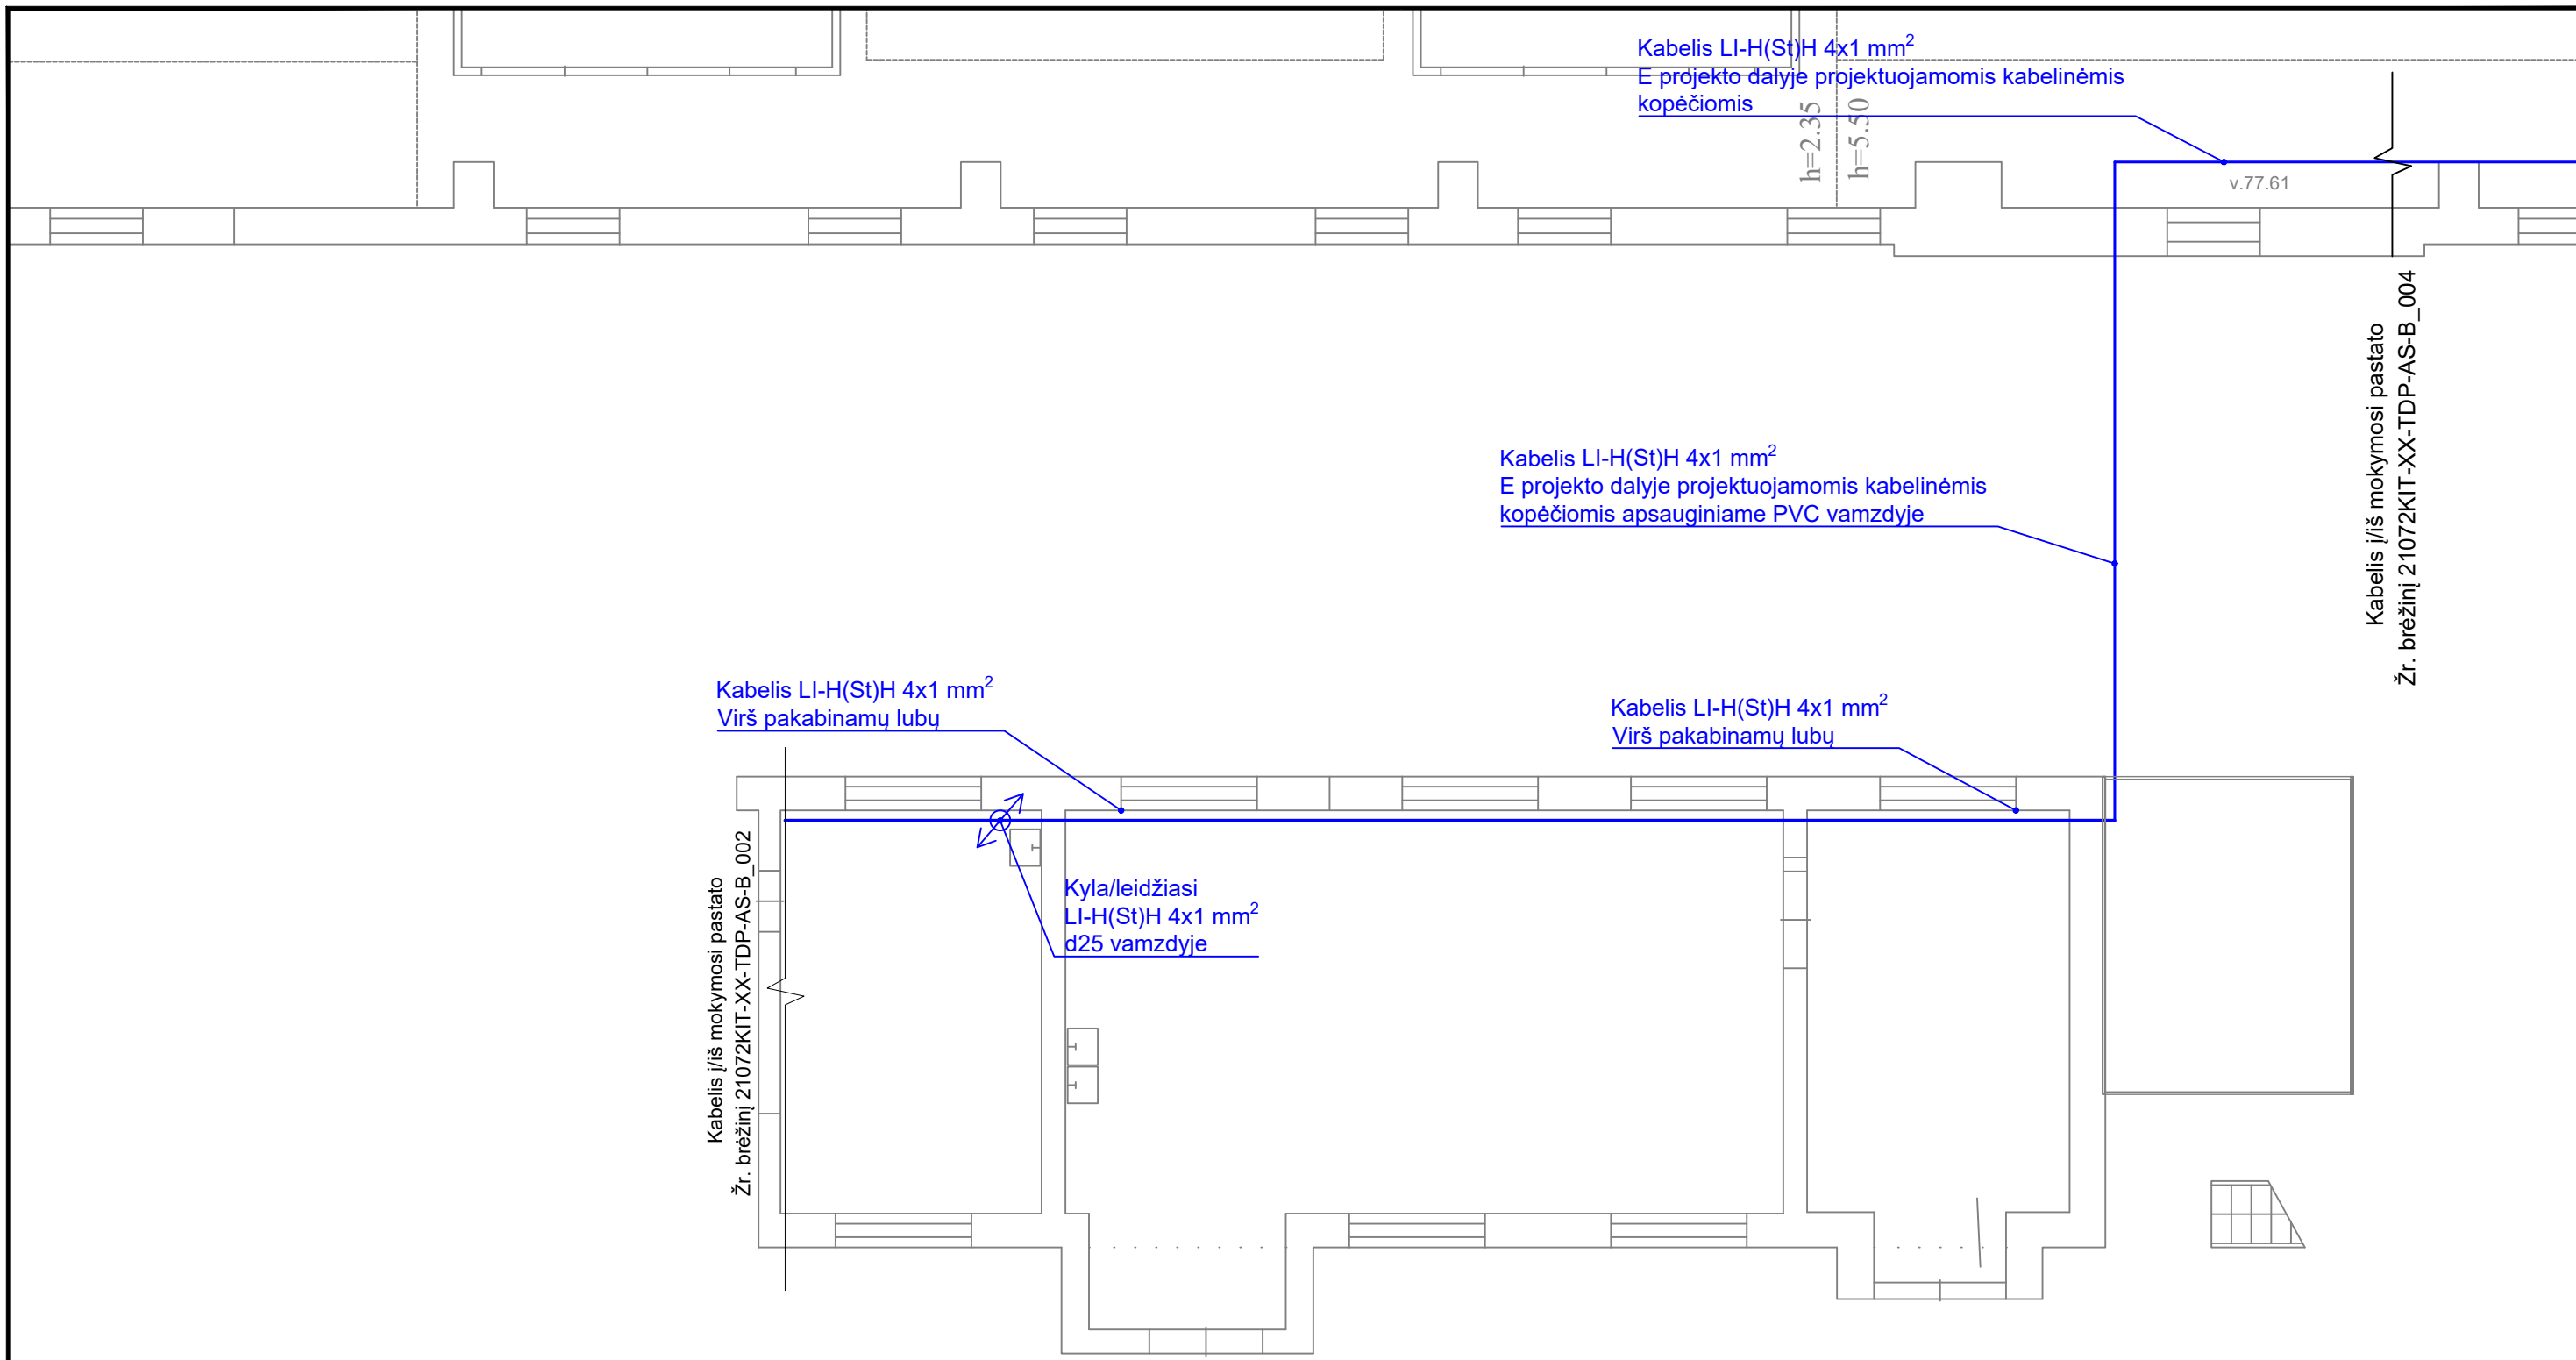 Kabelis LI-H(St)H 4x1 mm²
E projekto dalyje projektuojamomis kabelinėmis
kopėčiomis
h=2.35
h=5.50
v.77.61
Kabelis į/iš mokymosi pastato
Žr. brėžinį 21072KIT-XX-TDP-AS-B_004
Kabelis LI-H(St)H 4x1 mm²
E projekto dalyje projektuojamomis kabelinėmis
kopėčiomis apsauginiame PVC vamzdyje
Kabelis LI-H(St)H 4x1 mm²
Virš pakabinamų lubų
Kabelis LI-H(St)H 4x1 mm²
Virš pakabinamų lubų
Kyla/leidžiasi
LI-H(St)H 4x1 mm²
d25 vamzdyje
Kabelis į/iš mokymosi pastato
Žr. brėžinį 21072KIT-XX-TDP-AS-B_002